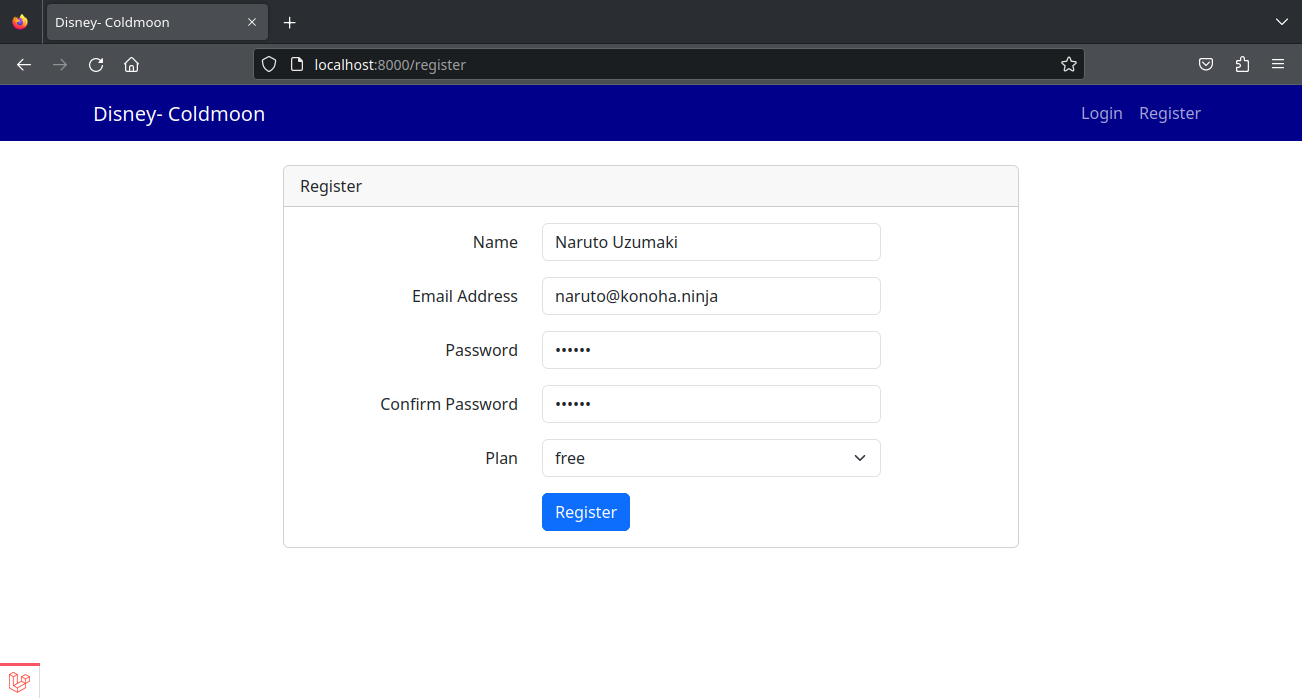 Disney- Coldmoon
localhost:8000/register
Disney- Coldmoon
Login Register
Register
Name Naruto Uzumaki
Email Address naruto@konoha.ninja
Password ••••••
Confirm Password ••••••
Plan free
Register